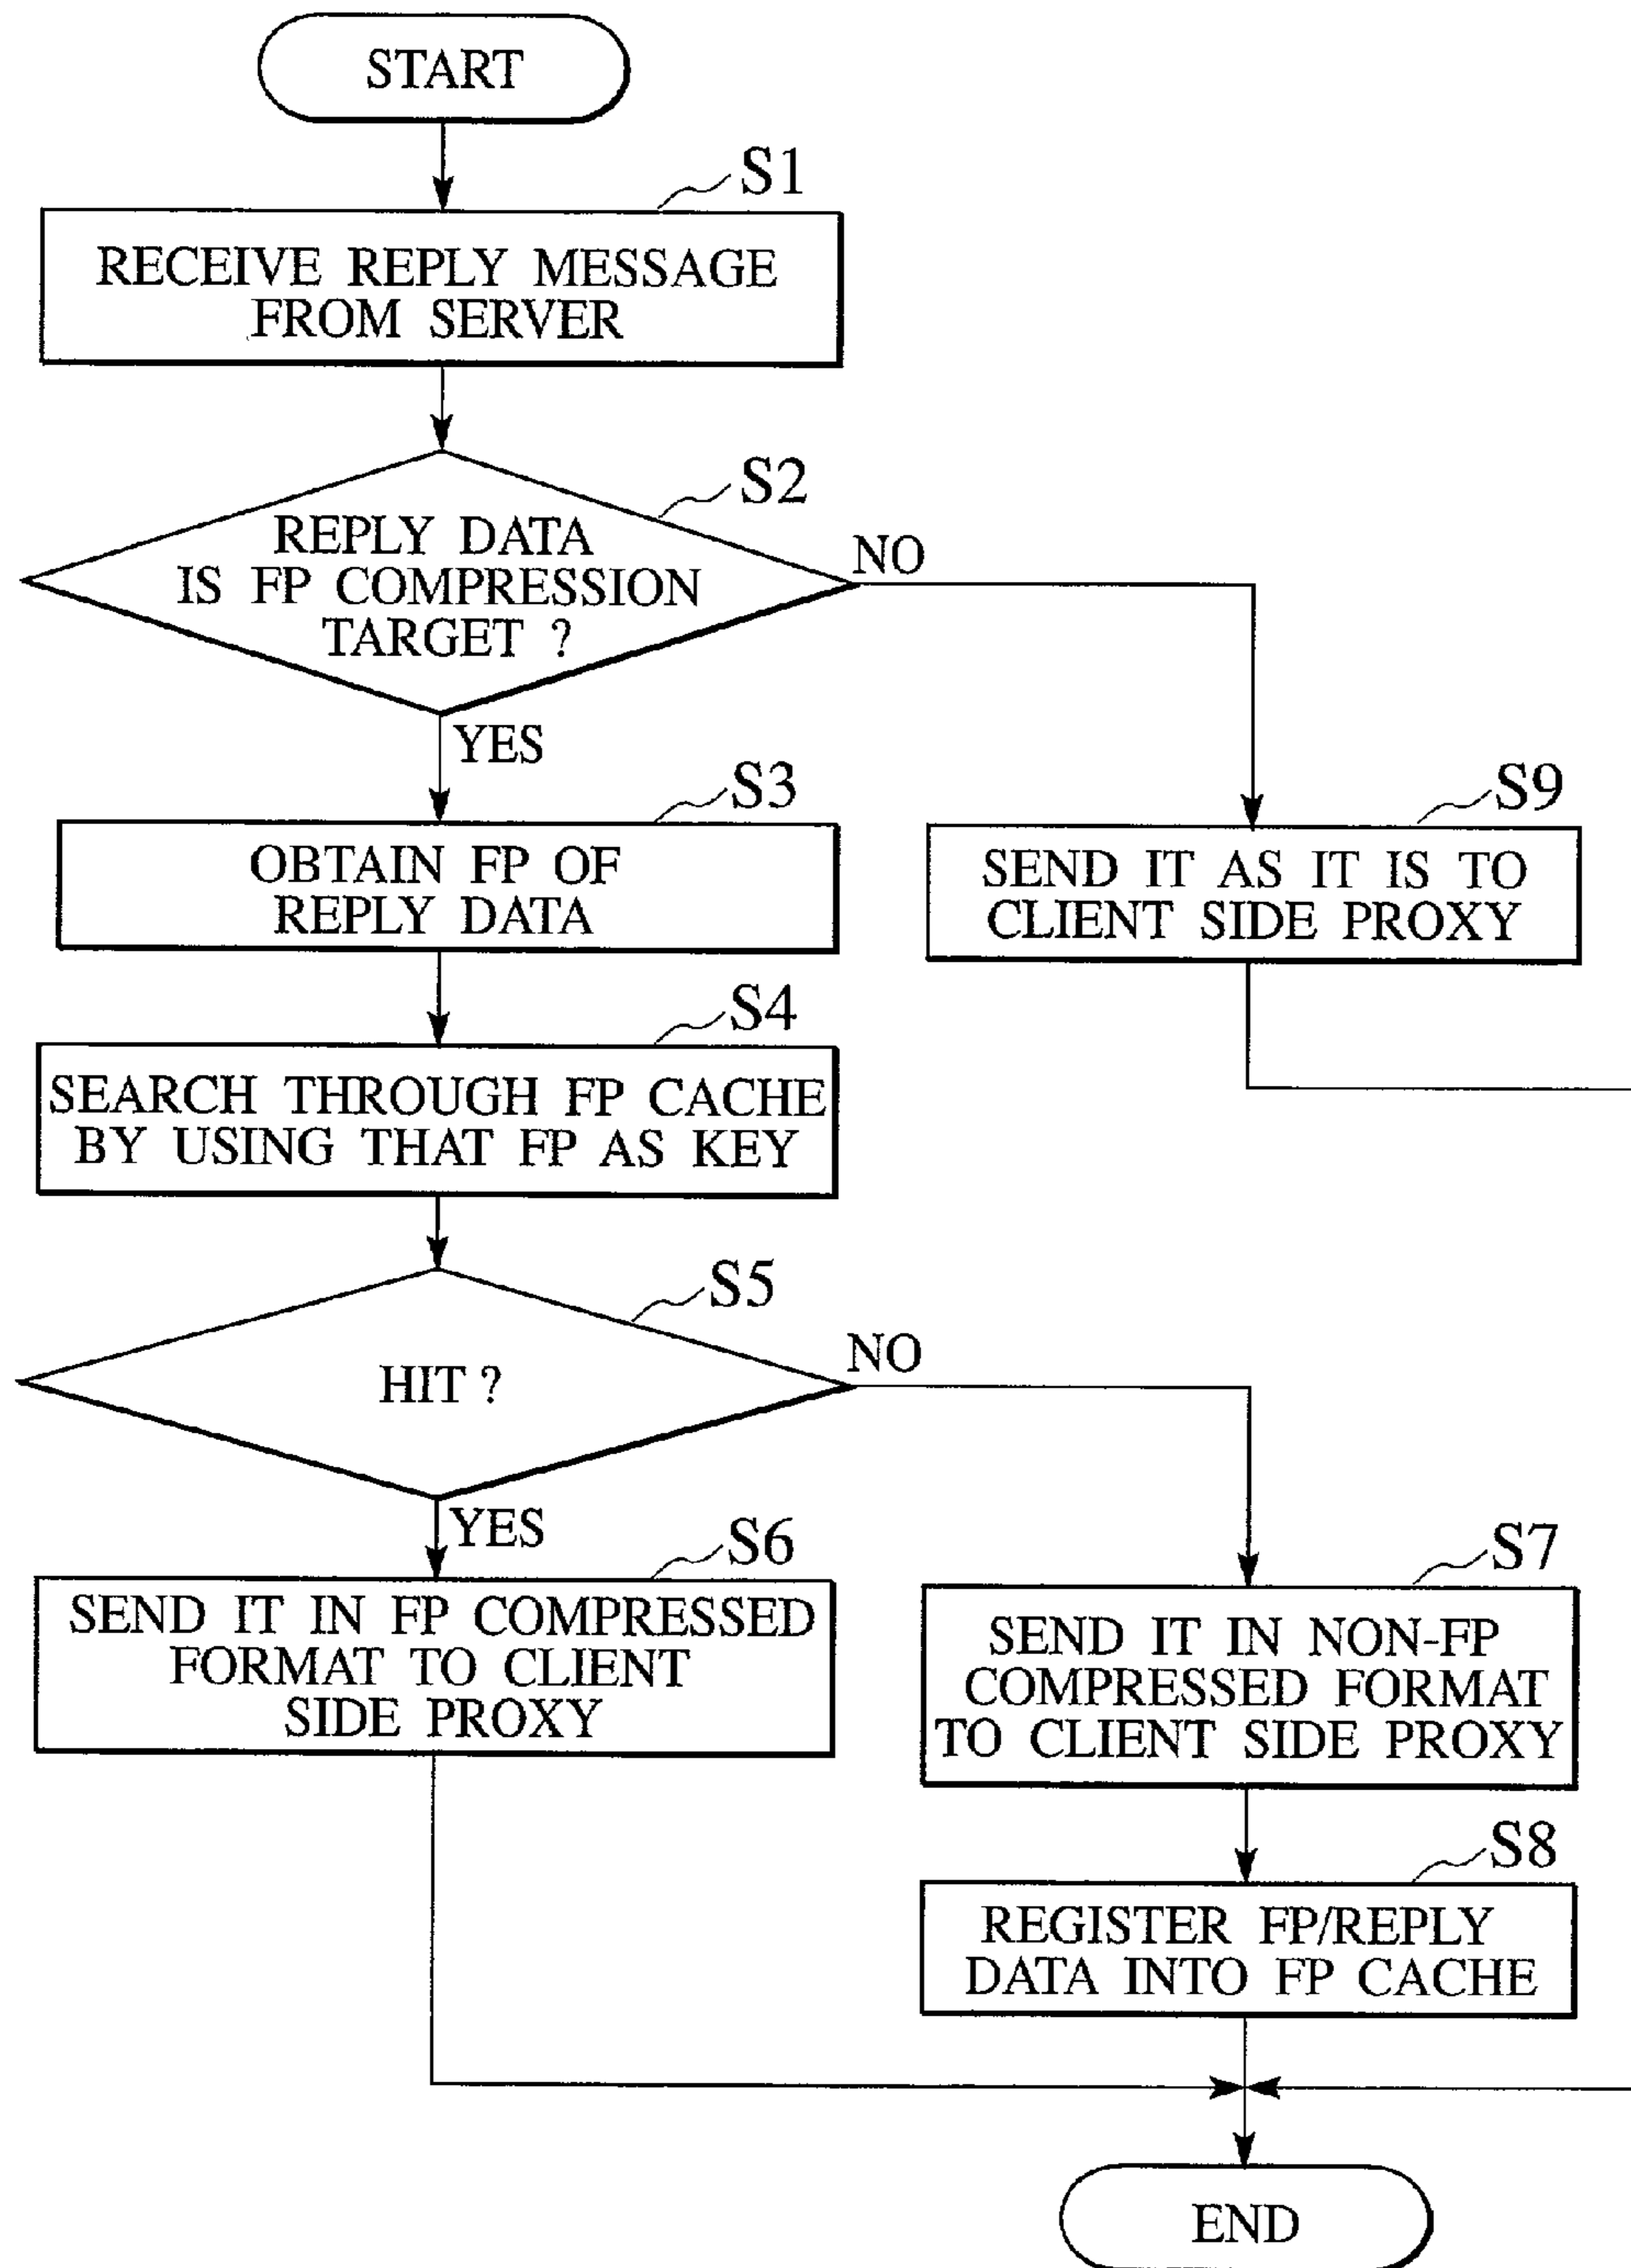 START
S1
RECEIVE REPLY MESSAGE
FROM SERVER
S2
REPLY DATA
IS FP COMPRESSION
TARGET ?
NO
YES
S3
OBTAIN FP OF
REPLY DATA
S9
SEND IT AS IT IS TO
CLIENT SIDE PROXY
S4
SEARCH THROUGH FP CACHE
BY USING THAT FP AS KEY
S5
HIT ?
NO
YES
S6
SEND IT IN FP COMPRESSED
FORMAT TO CLIENT
SIDE PROXY
S7
SEND IT IN NON-FP
COMPRESSED FORMAT
TO CLIENT SIDE PROXY
S8
REGISTER FP/REPLY
DATA INTO FP CACHE
END